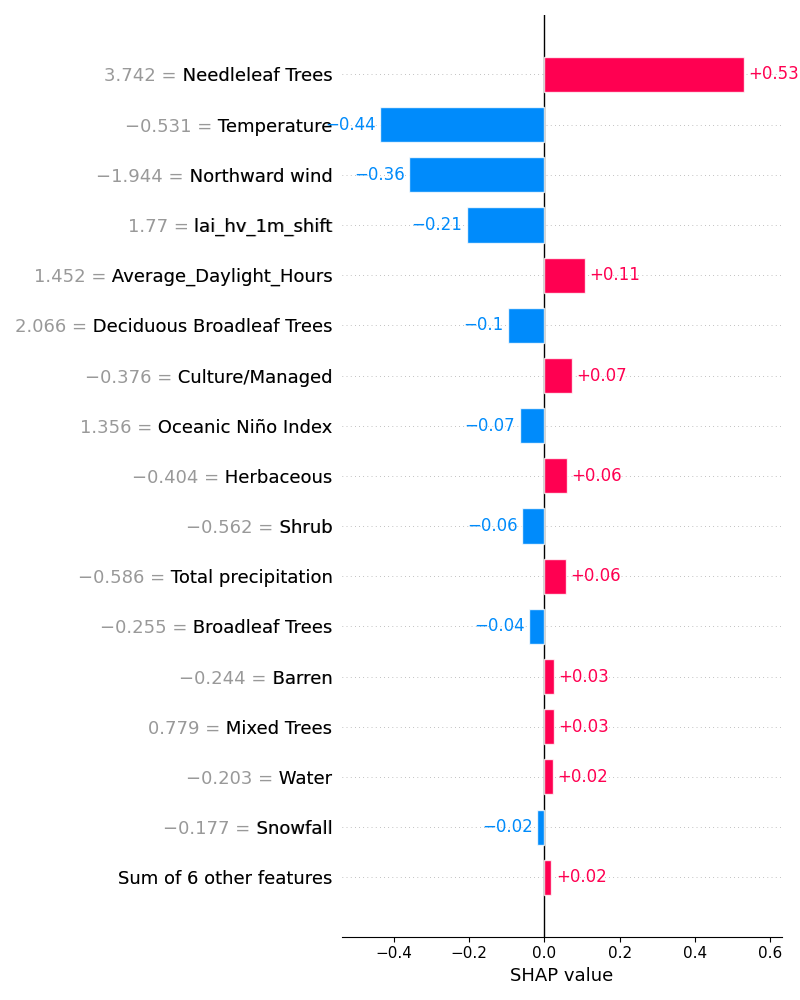 3.742 = Needleleaf Trees +0.53
−0.531 = Temperature −0.44
−1.944 = Northward wind −0.36
1.77 = lai_hv_1m_shift −0.21
1.452 = Average_Daylight_Hours +0.11
2.066 = Deciduous Broadleaf Trees −0.1
−0.376 = Culture/Managed +0.07
1.356 = Oceanic Niño Index −0.07
−0.404 = Herbaceous +0.06
−0.562 = Shrub −0.06
−0.586 = Total precipitation +0.06
−0.255 = Broadleaf Trees −0.04
−0.244 = Barren +0.03
0.779 = Mixed Trees +0.03
−0.203 = Water +0.02
−0.177 = Snowfall −0.02
Sum of 6 other features +0.02
−0.4 −0.2 0.0 0.2 0.4 0.6
SHAP value